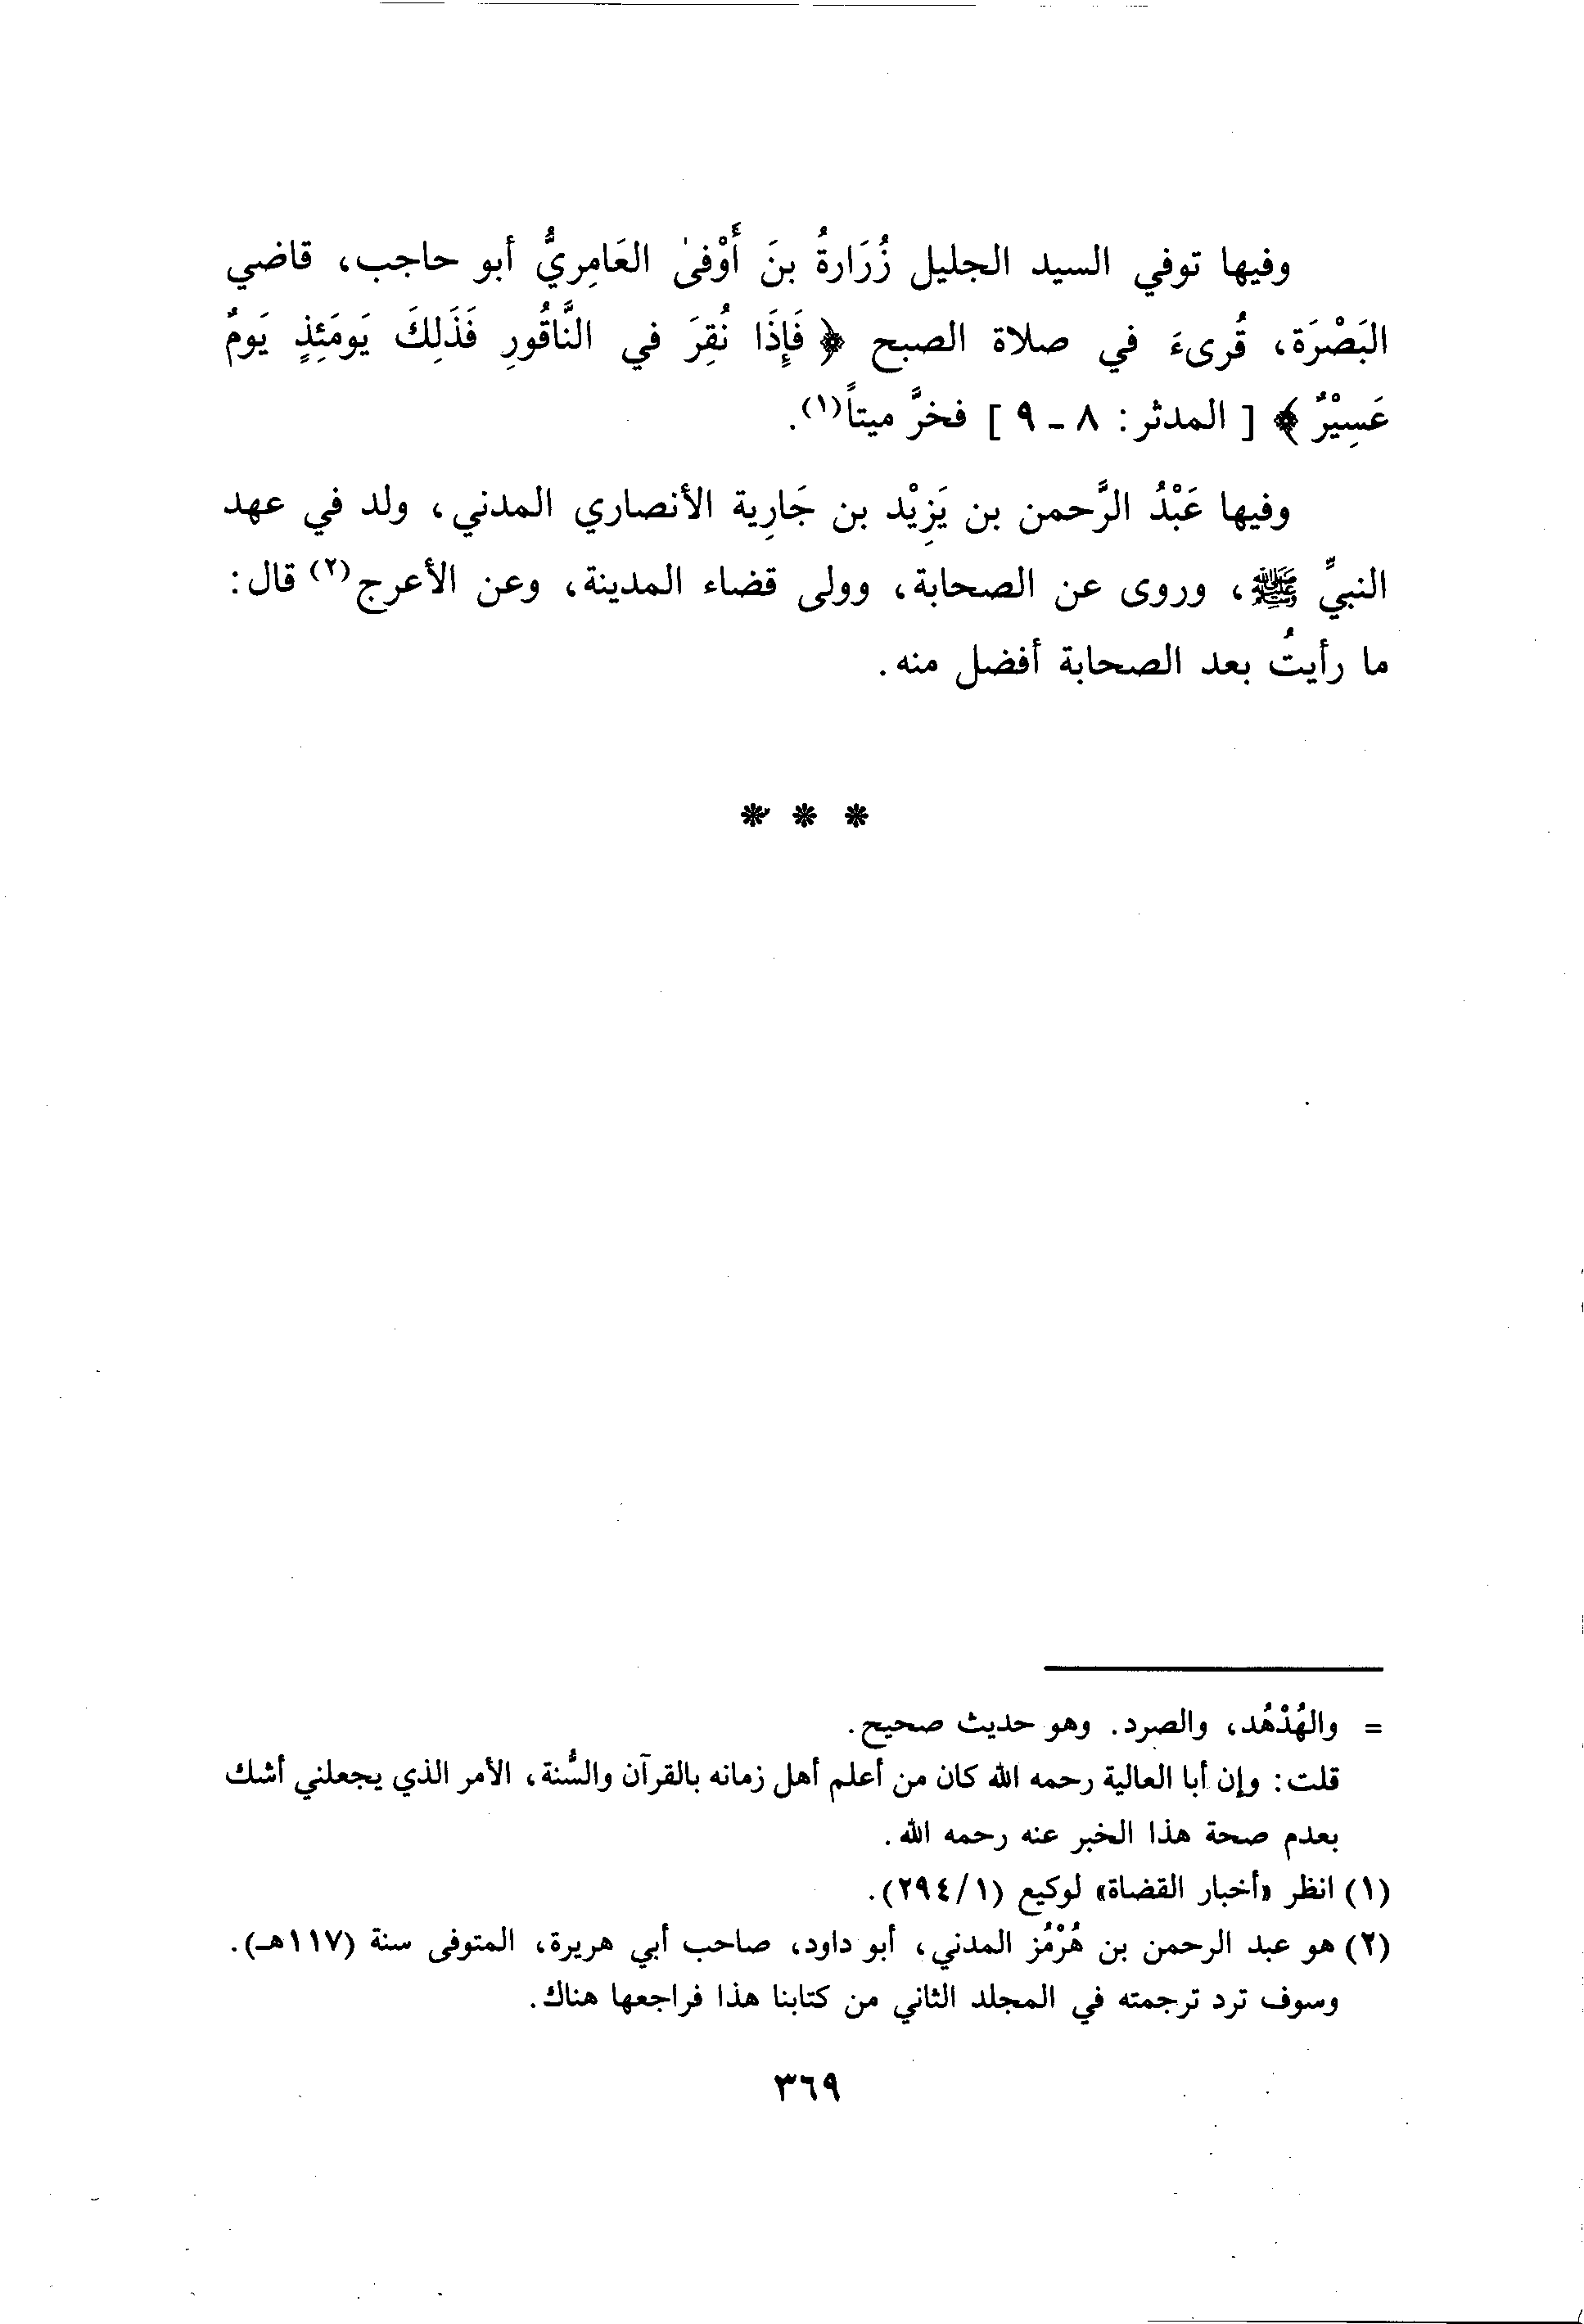 وفيها توفي السيد الجليل زُرَارةُ بنَ أَوْفىٰ العَامِريُّ أبو حاجب، قاضي
البَصْرَة، قُرىءَ في صلاة الصبح ﴿ فَإِذَا نُقِرَ في النَّاقُورِ فَذَلِكَ يَومَئِذٍ يَومٌ
عَسِيْرٌ ﴾ [ المدثر: ٨ ـ ٩ ] فخرَّ ميتاً(١).
وفيها عَبْدُ الرَّحمن بن يَزِيْد بن جَارِية الأنصاري المدني، ولد في عهد
النبيِّ ﷺ، وروى عن الصحابة، وولى قضاء المدينة، وعن الأعرج(٢) قال:
ما رأيتُ بعد الصحابة أفضل منه.
* * *
= والهُدْهُد، والصرد. وهو حديث صحيح.
قلت: وإن أبا العالية رحمه الله كان من أعلم أهل زمانه بالقرآن والسُّنة، الأمر الذي يجعلني أشك
بعدم صحة هذا الخبر عنه رحمه الله.
(١) انظر «أخبار القضاة» لوكيع (٢٩٤/١).
(٢) هو عبد الرحمن بن هُرْمُز المدني، أبو داود، صاحب أبي هريرة، المتوفى سنة (١١٧هـ).
وسوف ترد ترجمته في المجلد الثاني من كتابنا هذا فراجعها هناك.
٣٦٩